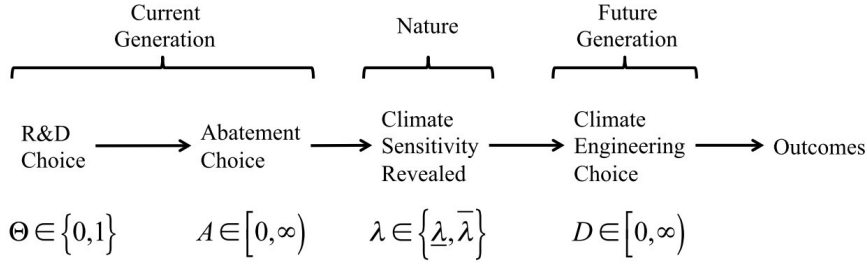 Current
Generation
Nature
Future
Generation
R&D
Choice
Abatement
Choice
Climate
Sensitivity
Revealed
Climate
Engineering
Choice
Outcomes
Θ ∈ {0,1}
A ∈ [0,∞)
λ ∈ {λ̲, λ̅}
D ∈ [0,∞)